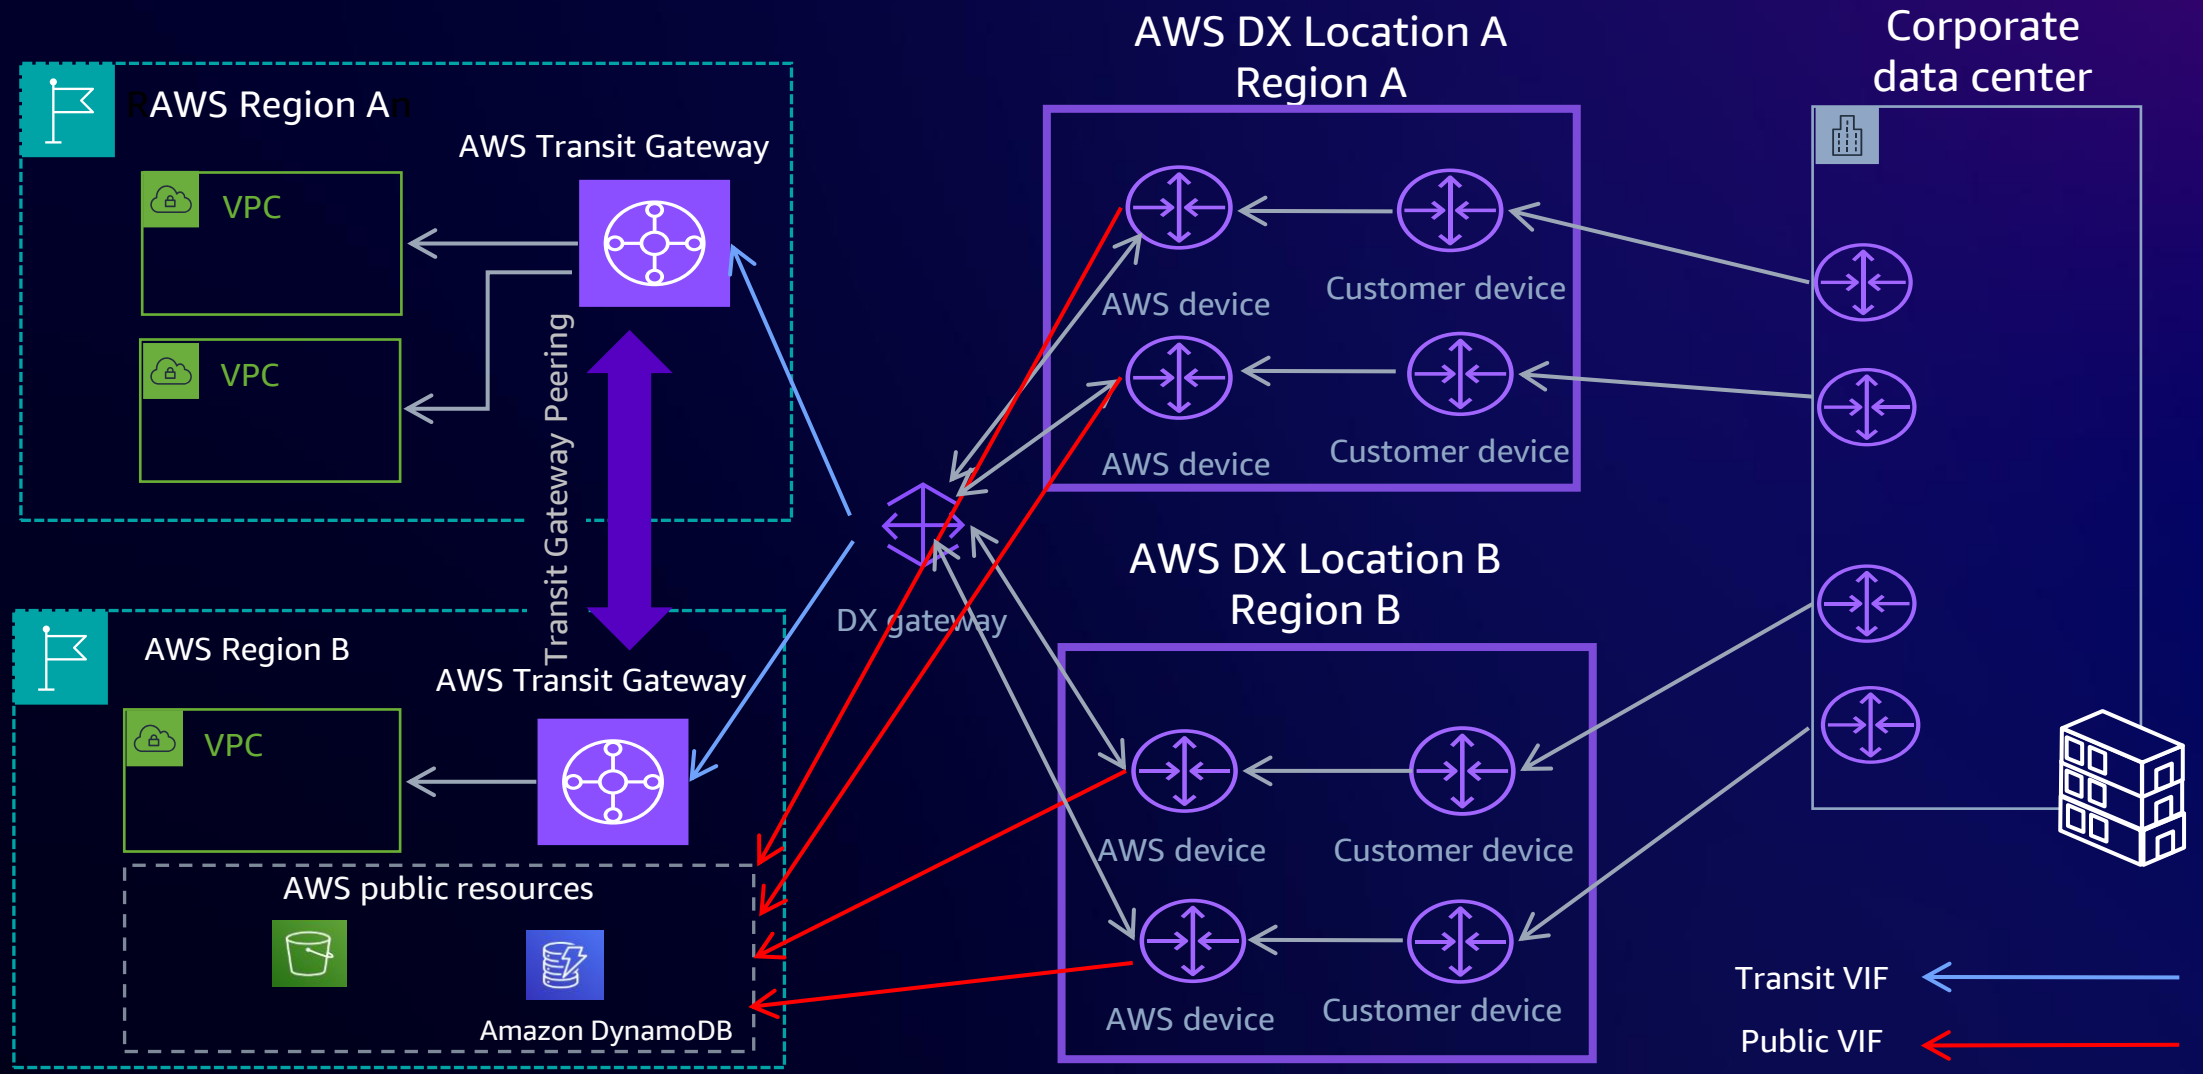 AWS DX Location A
Region A
Corporate
data center
AWS Region A
AWS Transit Gateway
VPC
VPC
Transit Gateway Peering
AWS device
Customer device
AWS device
Customer device
DX gateway
AWS DX Location B
Region B
AWS Region B
AWS Transit Gateway
VPC
AWS public resources
Amazon DynamoDB
AWS device
Customer device
AWS device
Customer device
Transit VIF
Public VIF